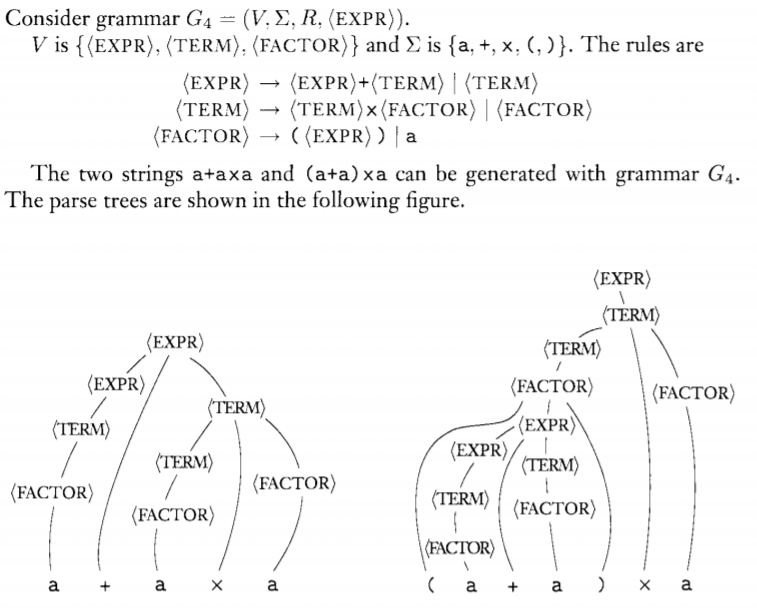 Consider grammar G₄ = (V, Σ, R, ⟨EXPR⟩).
V is {⟨EXPR⟩, ⟨TERM⟩, ⟨FACTOR⟩} and Σ is {a, +, x, (, )}. The rules are
⟨EXPR⟩ → ⟨EXPR⟩+⟨TERM⟩ | ⟨TERM⟩
⟨TERM⟩ → ⟨TERM⟩x⟨FACTOR⟩ | ⟨FACTOR⟩
⟨FACTOR⟩ → (⟨EXPR⟩) | a
The two strings a+axa and (a+a)xa can be generated with grammar G₄.
The parse trees are shown in the following figure.
⟨EXPR⟩
⟨EXPR⟩
⟨TERM⟩
⟨TERM⟩
⟨TERM⟩
⟨FACTOR⟩
⟨FACTOR⟩
⟨FACTOR⟩
a + a x a
⟨EXPR⟩
⟨TERM⟩
⟨TERM⟩
⟨FACTOR⟩
⟨FACTOR⟩
⟨EXPR⟩
⟨EXPR⟩
⟨TERM⟩
⟨TERM⟩
⟨FACTOR⟩
⟨FACTOR⟩
( a + a ) x a